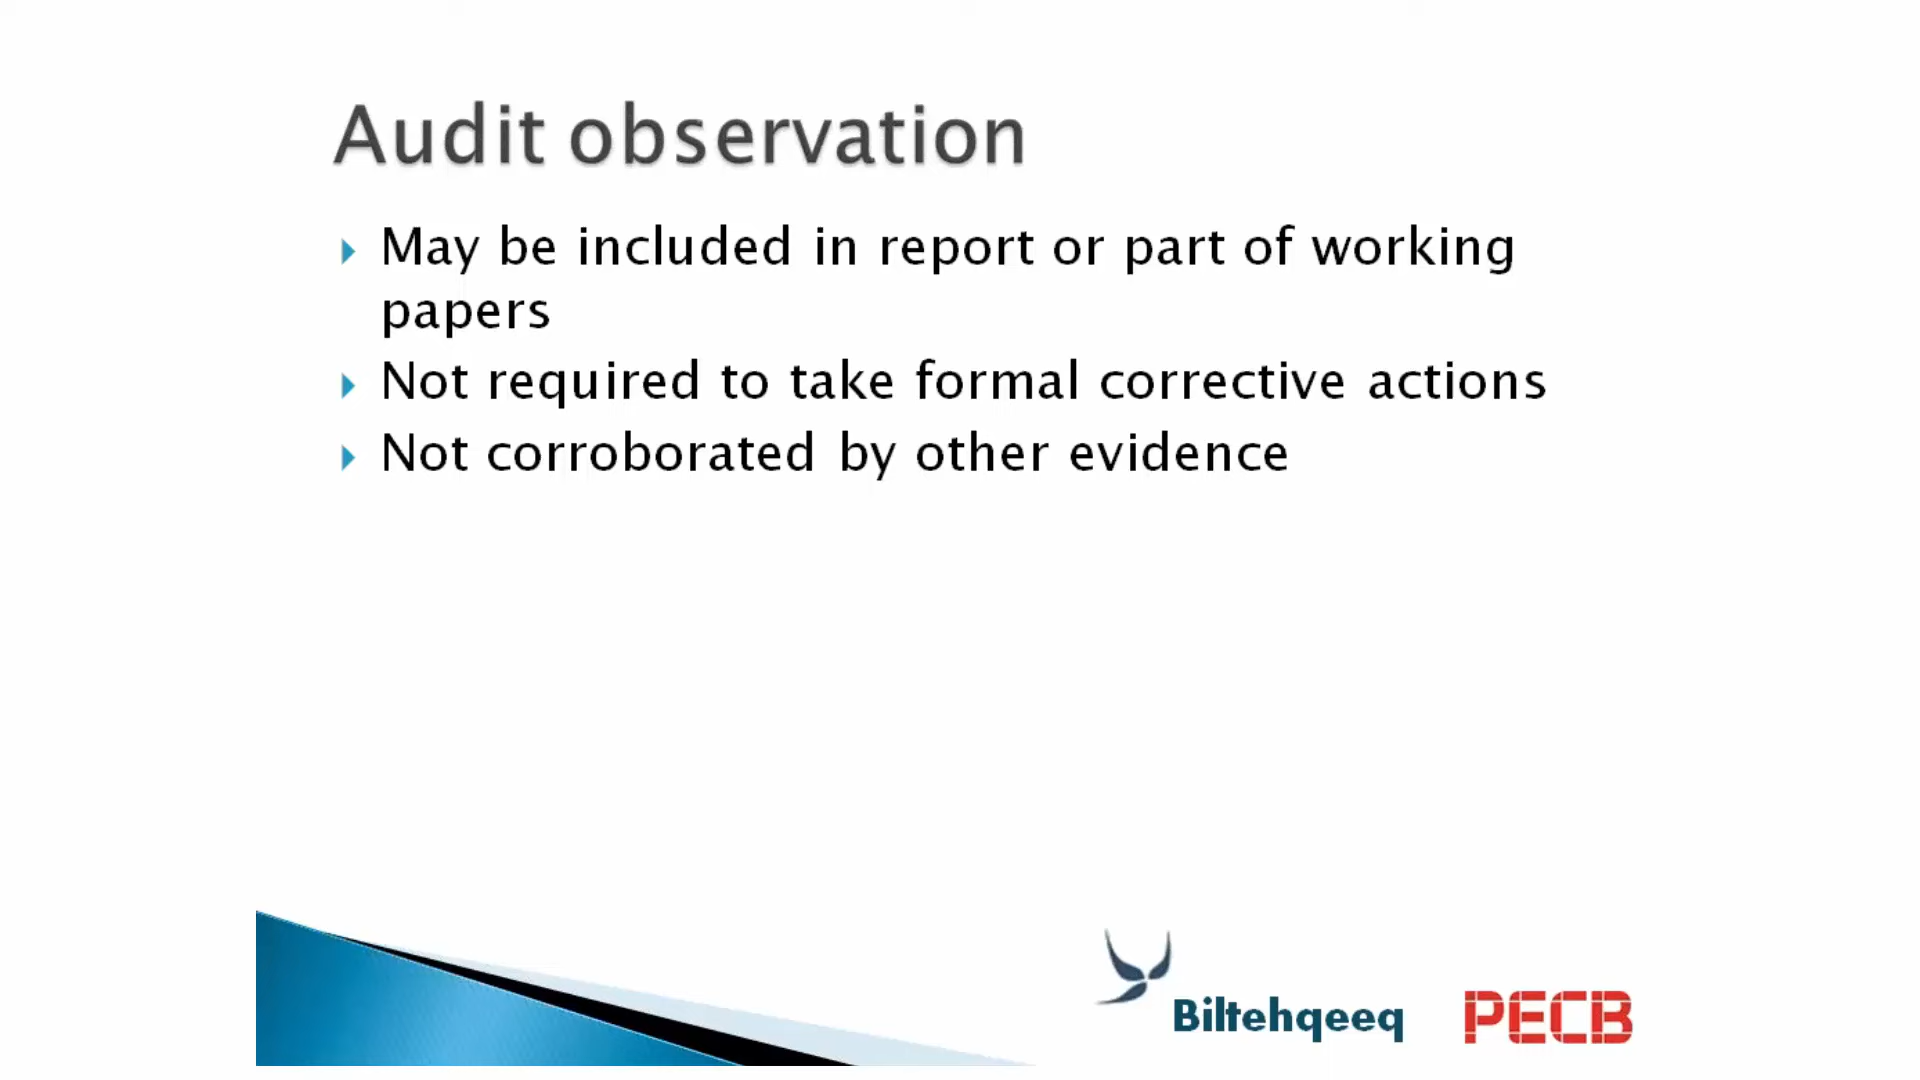 Audit observation
May be included in report or part of working
papers
Not required to take formal corrective actions
Not corroborated by other evidence
Biltehqeeq
PECB